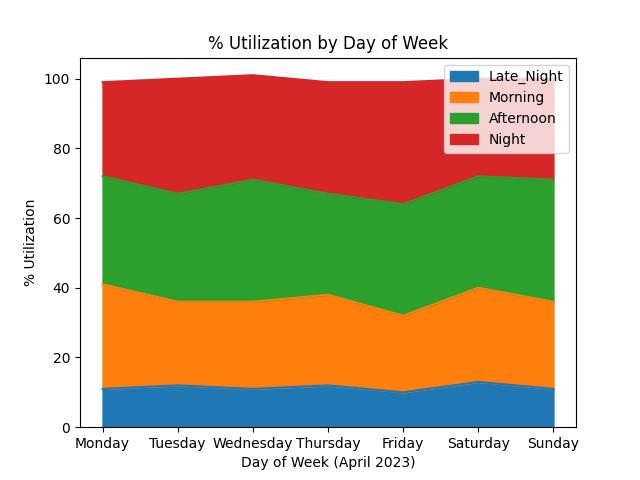 % Utilization by Day of Week
% Utilization
100
80
60
40
20
0
Late_Night
Morning
Afternoon
Night
Monday Tuesday Wednesday Thursday Friday Saturday Sunday
Day of Week (April 2023)